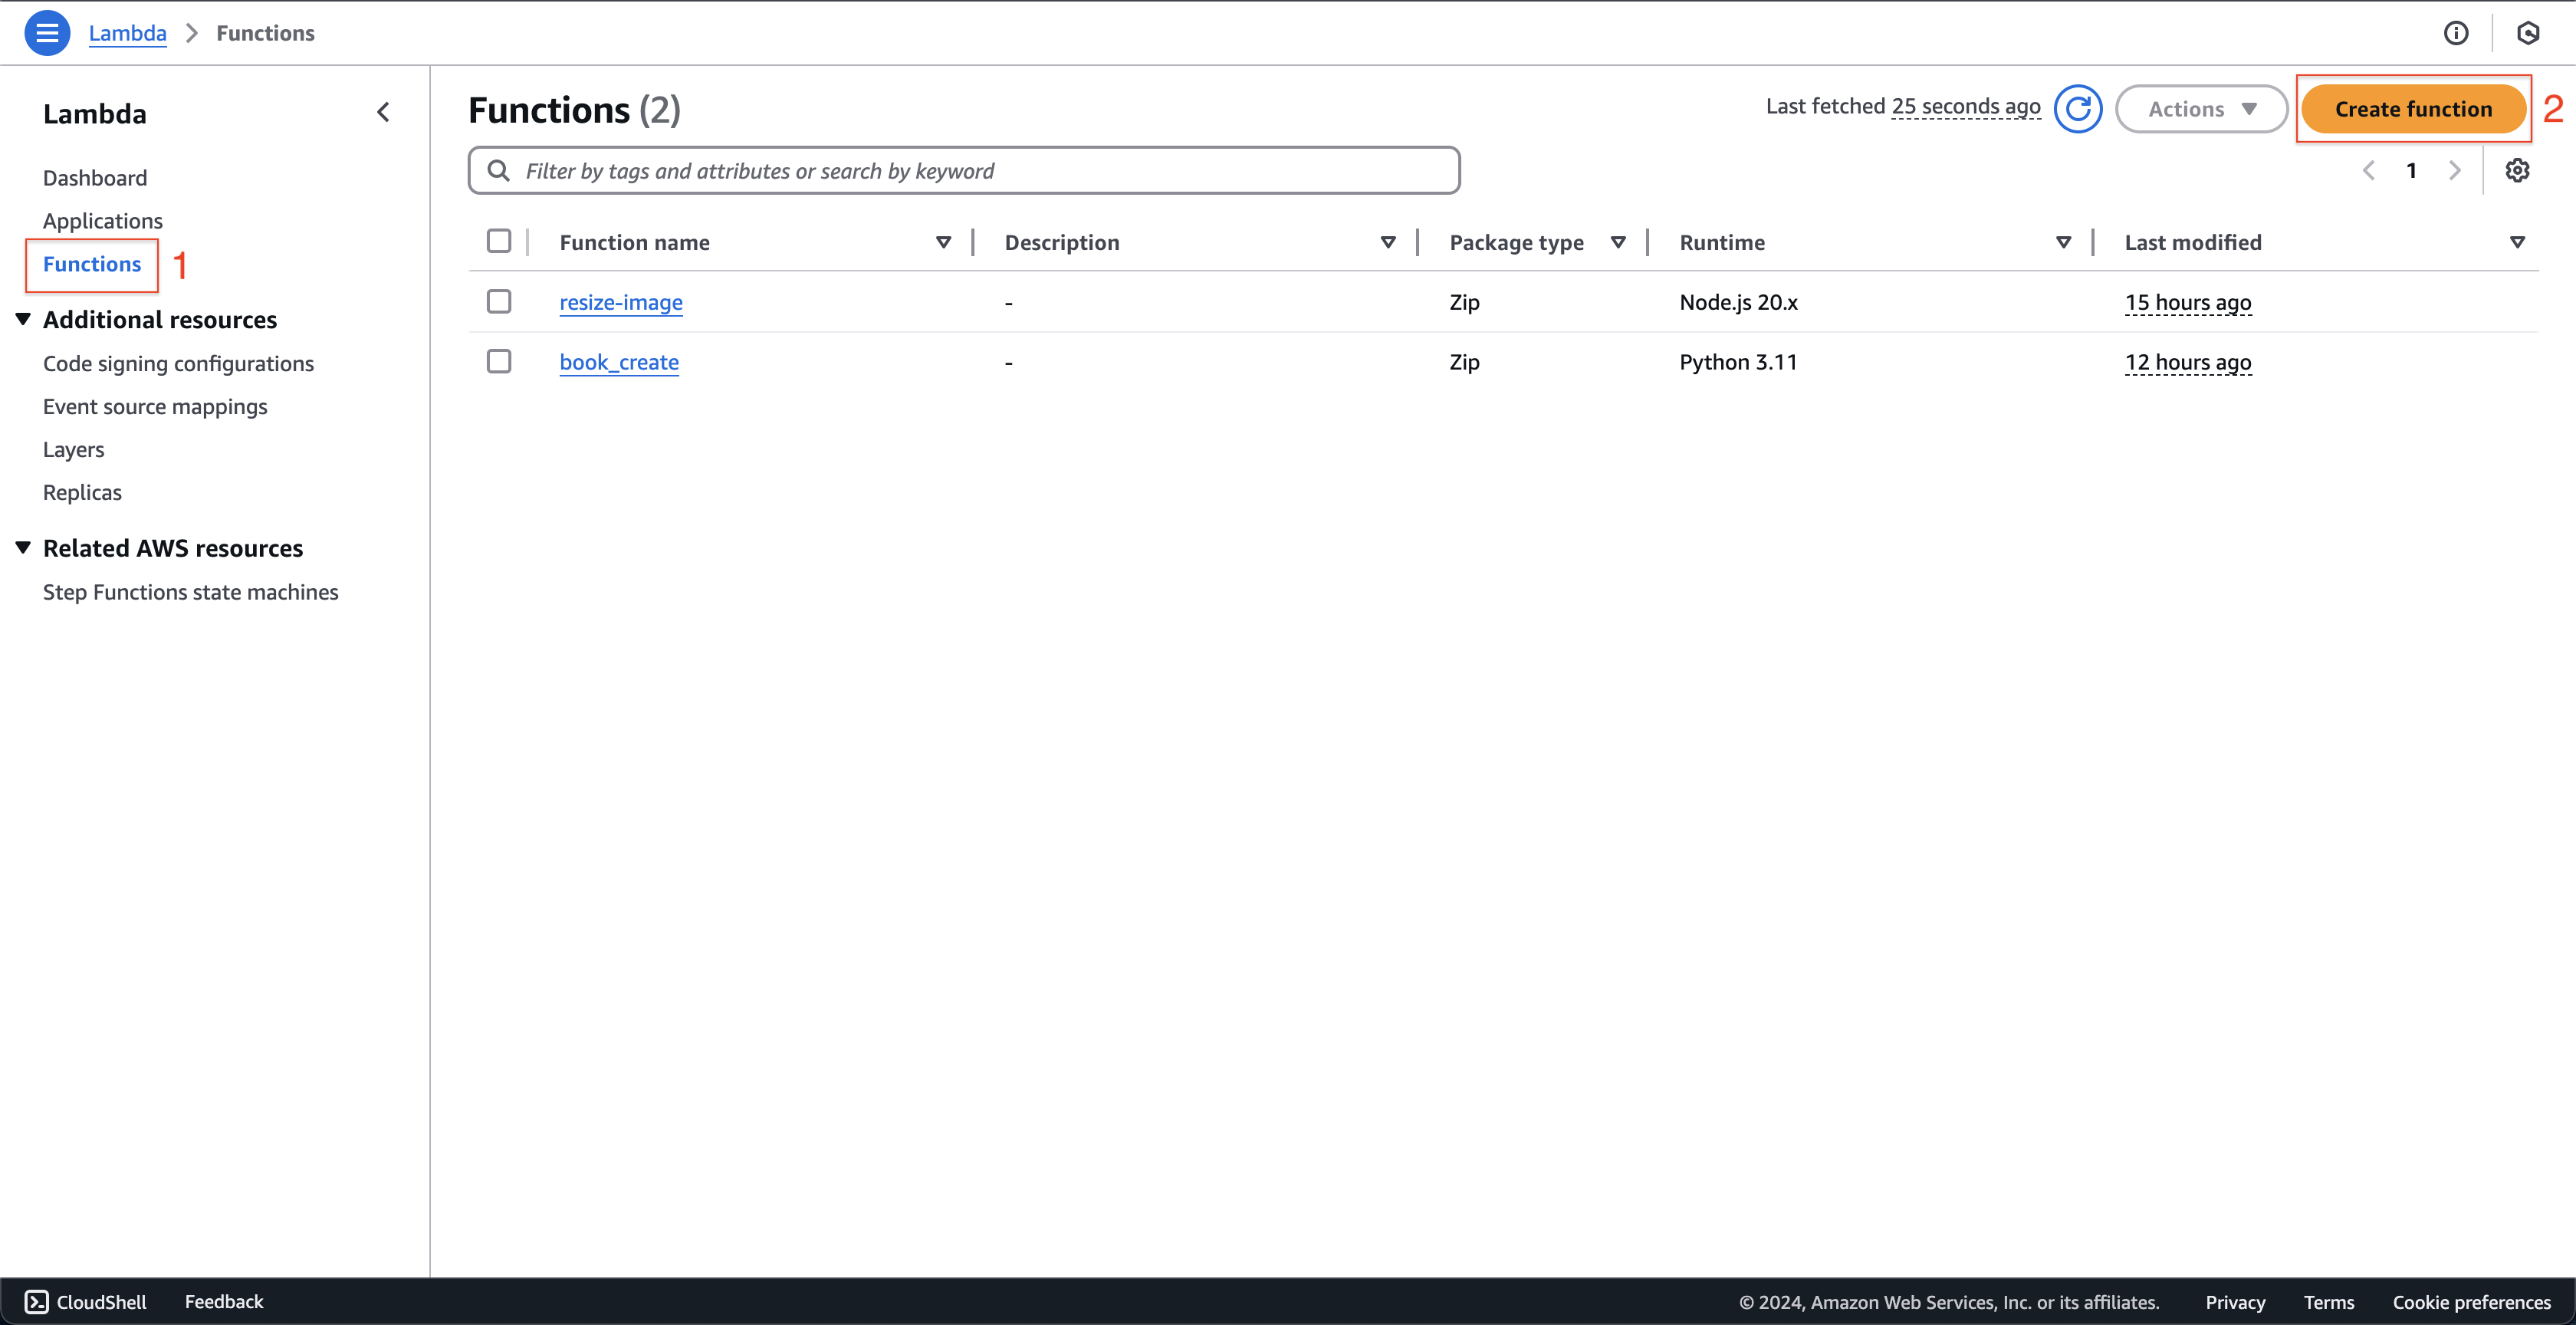 Lambda > Functions
Lambda
Dashboard
Applications
Functions 1
Additional resources
Code signing configurations
Event source mappings
Layers
Replicas
Related AWS resources
Step Functions state machines
Functions (2)
Last fetched 25 seconds ago
Actions
Create function 2
Filter by tags and attributes or search by keyword
1
Function name Description Package type Runtime Last modified
resize-image - Zip Node.js 20.x 15 hours ago
book_create - Zip Python 3.11 12 hours ago
CloudShell Feedback © 2024, Amazon Web Services, Inc. or its affiliates. Privacy Terms Cookie preferences